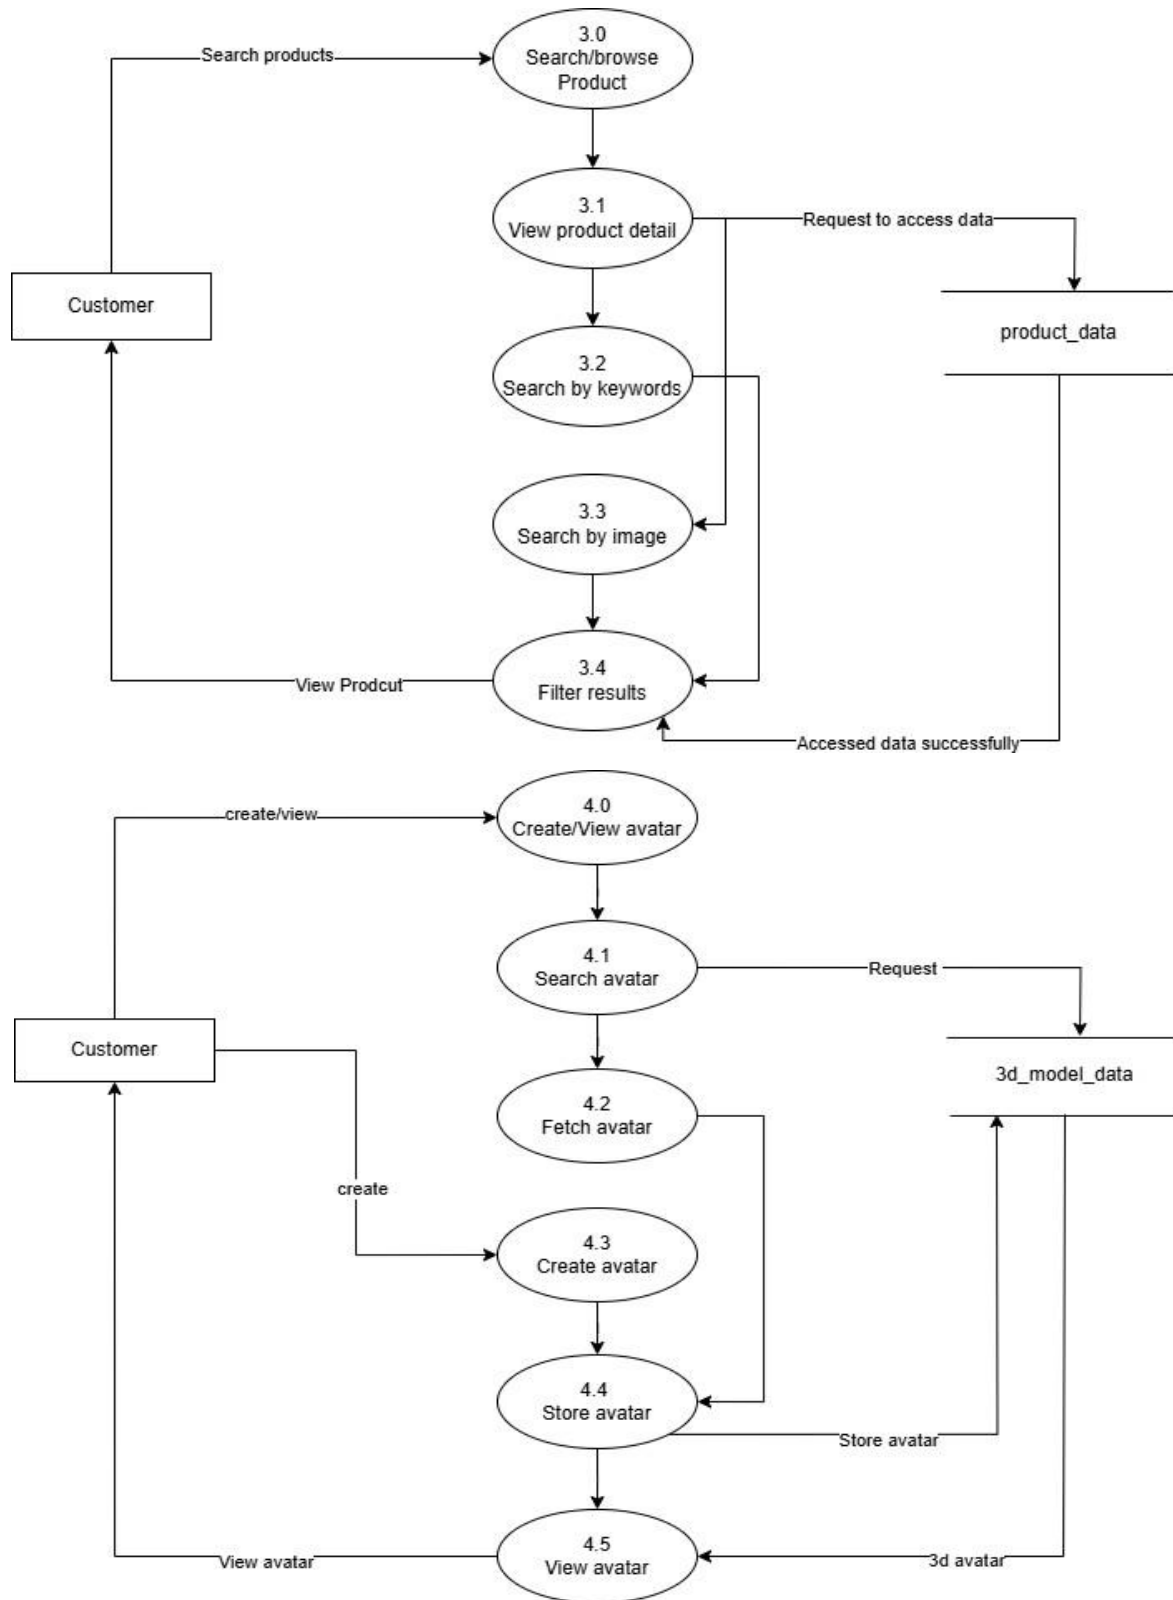 3.0
Search/browse
Product
Search products
3.1
View product detail
Request to access data
Customer
product_data
3.2
Search by keywords
3.3
Search by image
3.4
Filter results
View Prodcut
Accessed data successfully
4.0
Create/View avatar
create/view
4.1
Search avatar
Request
Customer
3d_model_data
4.2
Fetch avatar
create
4.3
Create avatar
4.4
Store avatar
Store avatar
4.5
View avatar
View avatar
3d avatar